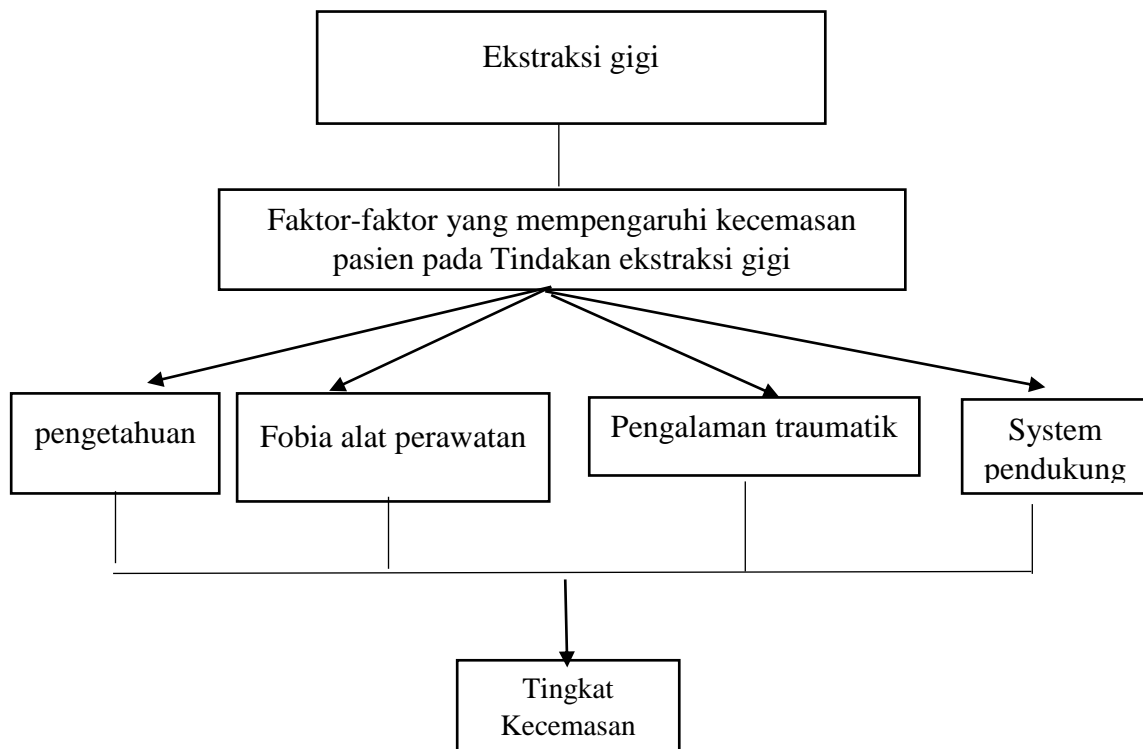 Ekstraksi gigi
Faktor-faktor yang mempengaruhi kecemasan
pasien pada Tindakan ekstraksi gigi
pengetahuan
Fobia alat perawatan
Pengalaman traumatik
System
pendukung
Tingkat
Kecemasan